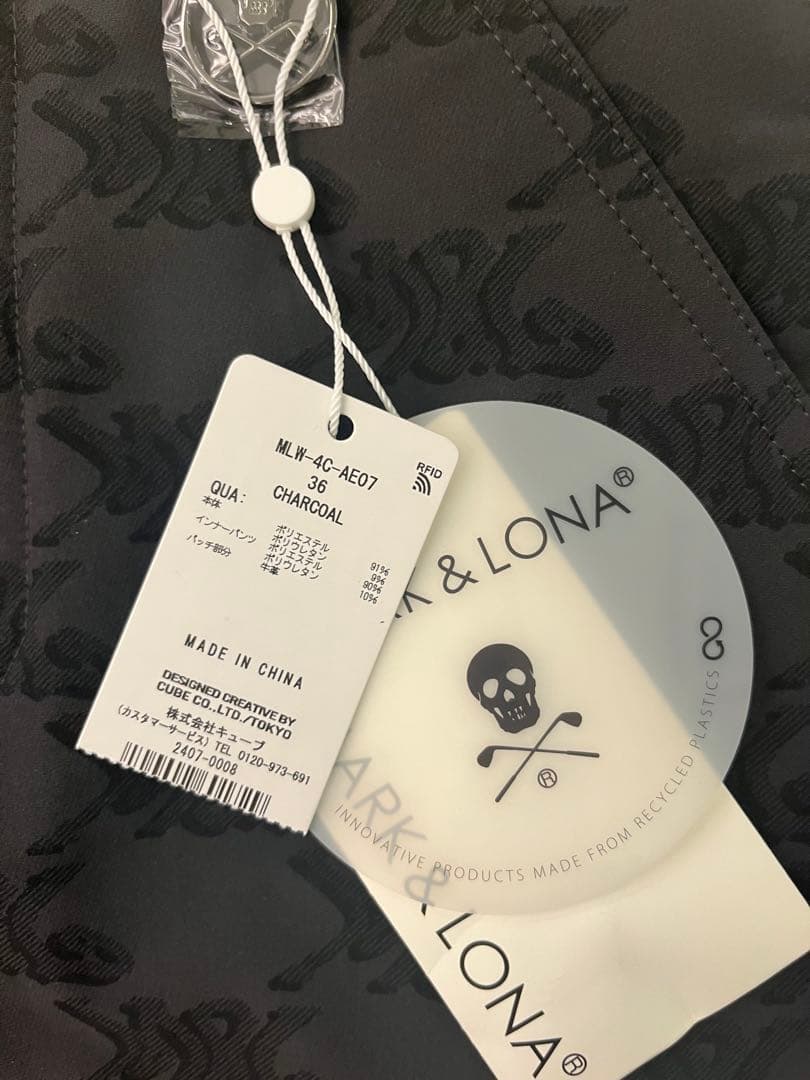 MLW-4C-AE07
36
CHARCOAL
RFID
QUA:
本体 ポリエステル 91%
ポリウレタン 9%
インナーパンツ ポリエステル 90%
ポリウレタン 10%
パッチ部分 牛革
MADE IN CHINA
DESIGNED CREATIVE BY
CUBE CO.,LTD./TOKYO
株式会社キューブ
(カスタマーサービス) TEL 0120-973-691
2407-0008
RK & LONA®
®
INNOVATIVE PRODUCTS MADE FROM RECYCLED PLASTICS
ARK &
& LONA®